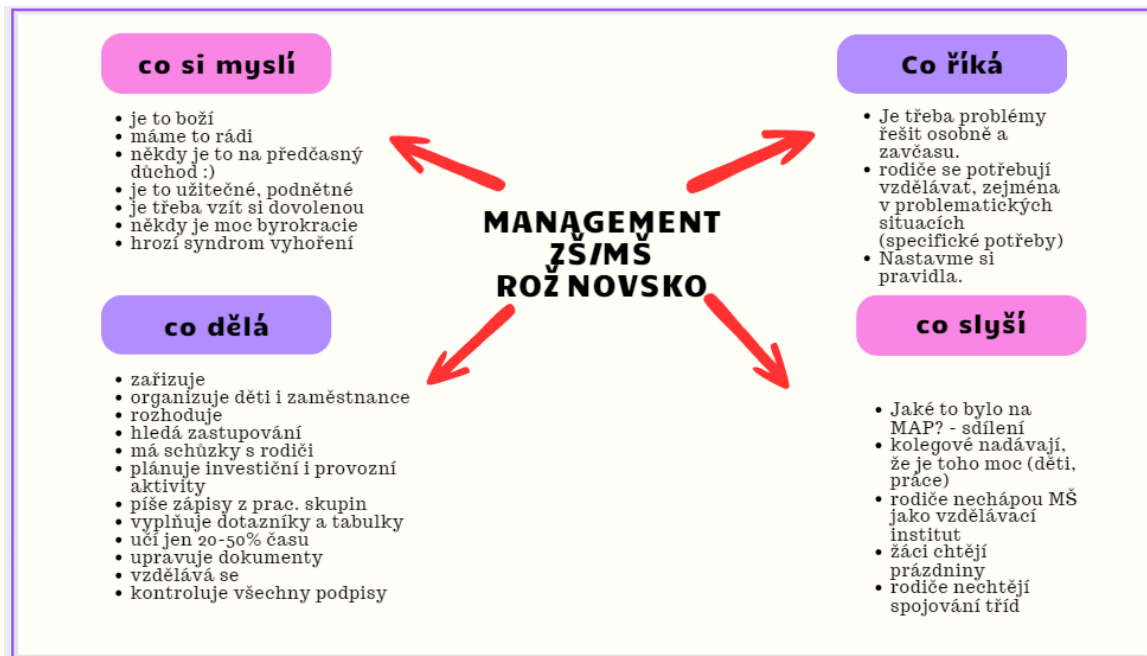 co si myslí
• je to boží
• máme to rádi
• někdy je to na předčasný
důchod :)
• je to užitečné, podnětné
• je třeba vzít si dovolenou
• někdy je moc byrokracie
• hrozí syndrom vyhoření
Co říká
• Je třeba problémy
řešit osobně a
zavčasu.
• rodiče se potřebují
vzdělávat, zejména
v problematických
situacích
(specifické potřeby)
• Nastavme si
pravidla.
MANAGEMENT
ZŠ/MŠ
ROŽNOVSKO
co dělá
• zařizuje
• organizuje děti i zaměstnance
• rozhoduje
• hledá zastupování
• má schůzky s rodiči
• plánuje investiční i provozní
aktivity
• píše zápisy z prac. skupin
• vyplňuje dotazníky a tabulky
• učí jen 20-50% času
• upravuje dokumenty
• vzdělává se
• kontroluje všechny podpisy
co slyší
• Jaké to bylo na
MAP? - sdílení
• kolegové nadávají,
že je toho moc (děti,
práce)
• rodiče nechápou MŠ
jako vzdělávací
institut
• žáci chtějí
prázdniny
• rodiče nechtějí
spojování tříd